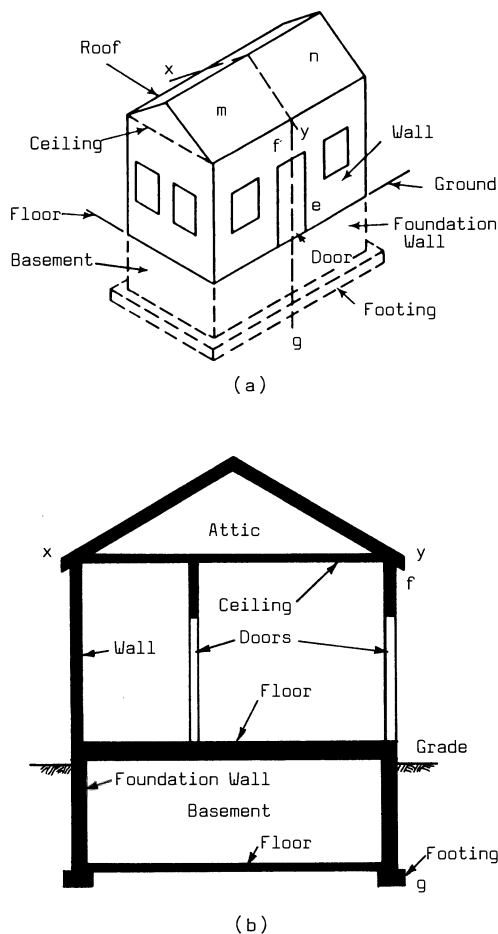 Roof
x
n
m
Ceiling
y
f
Wall
Ground
Floor
e
Foundation
Wall
Basement
Door
Footing
g
(a)
Attic
x
y
f
Ceiling
Wall
Doors
Floor
Grade
Foundation Wall
Basement
Floor
Footing
g
(b)